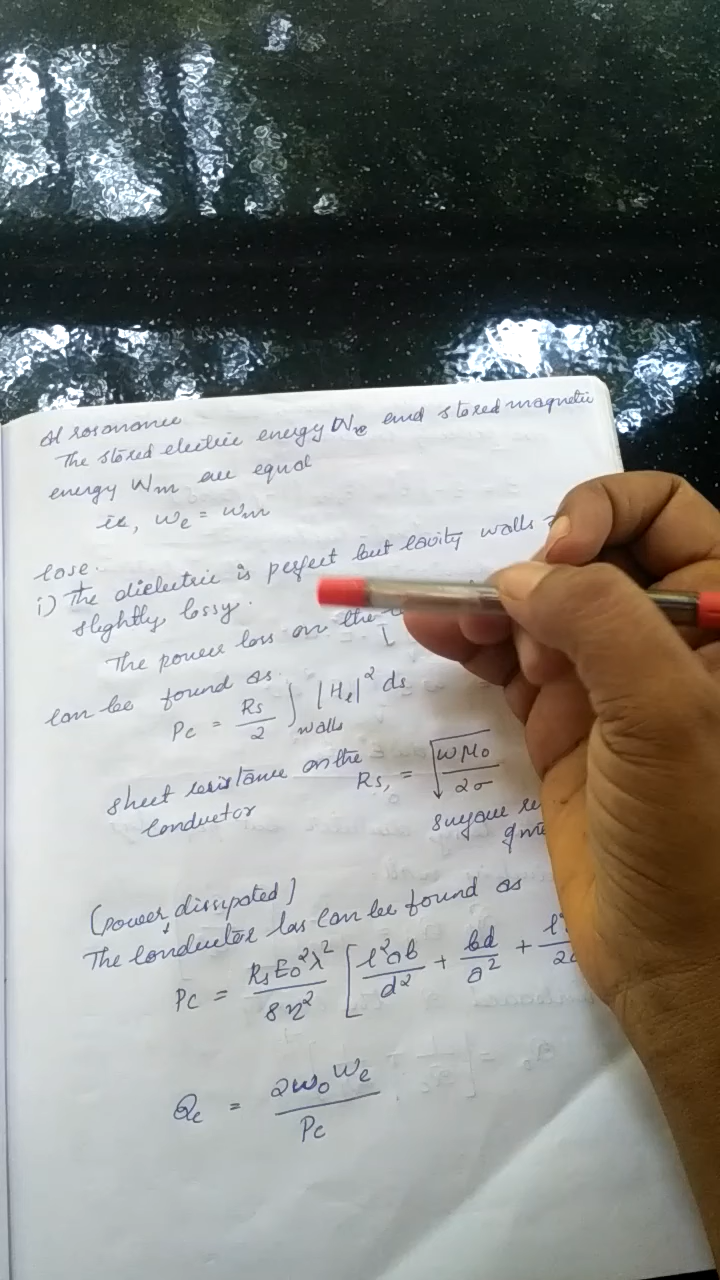 At resonance
The stored electric energy We and stored magnetic
energy Wm are equal
ie, We = Wm
case.
i) The dielectric is perfect but cavity walls
slightly lossy.
The power loss on the
can be found as.
Pc = Rs/2 ∫walls |Ht|² ds
sheet resistance on the Rs, = √(ωμ₀/2σ)
conductor
(power dissipated]
The conductor loss can be found as
Pc = RsE₀²λ²/8η² [l²ab/d² + bd/a² +
Qc = 2ω₀We/Pc